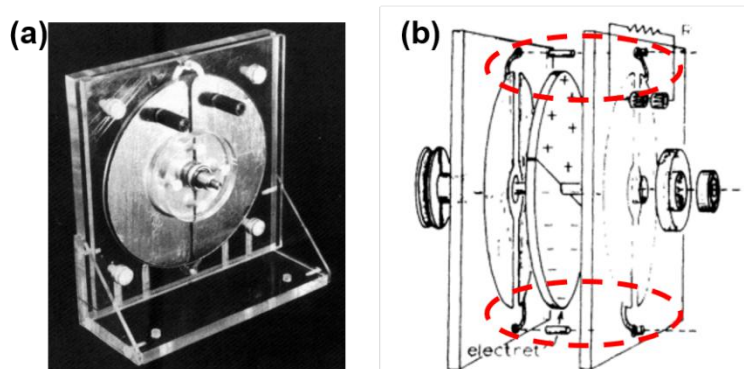 (a)
(b)
R
+ +
+ +
+ +
- -
- -
electret